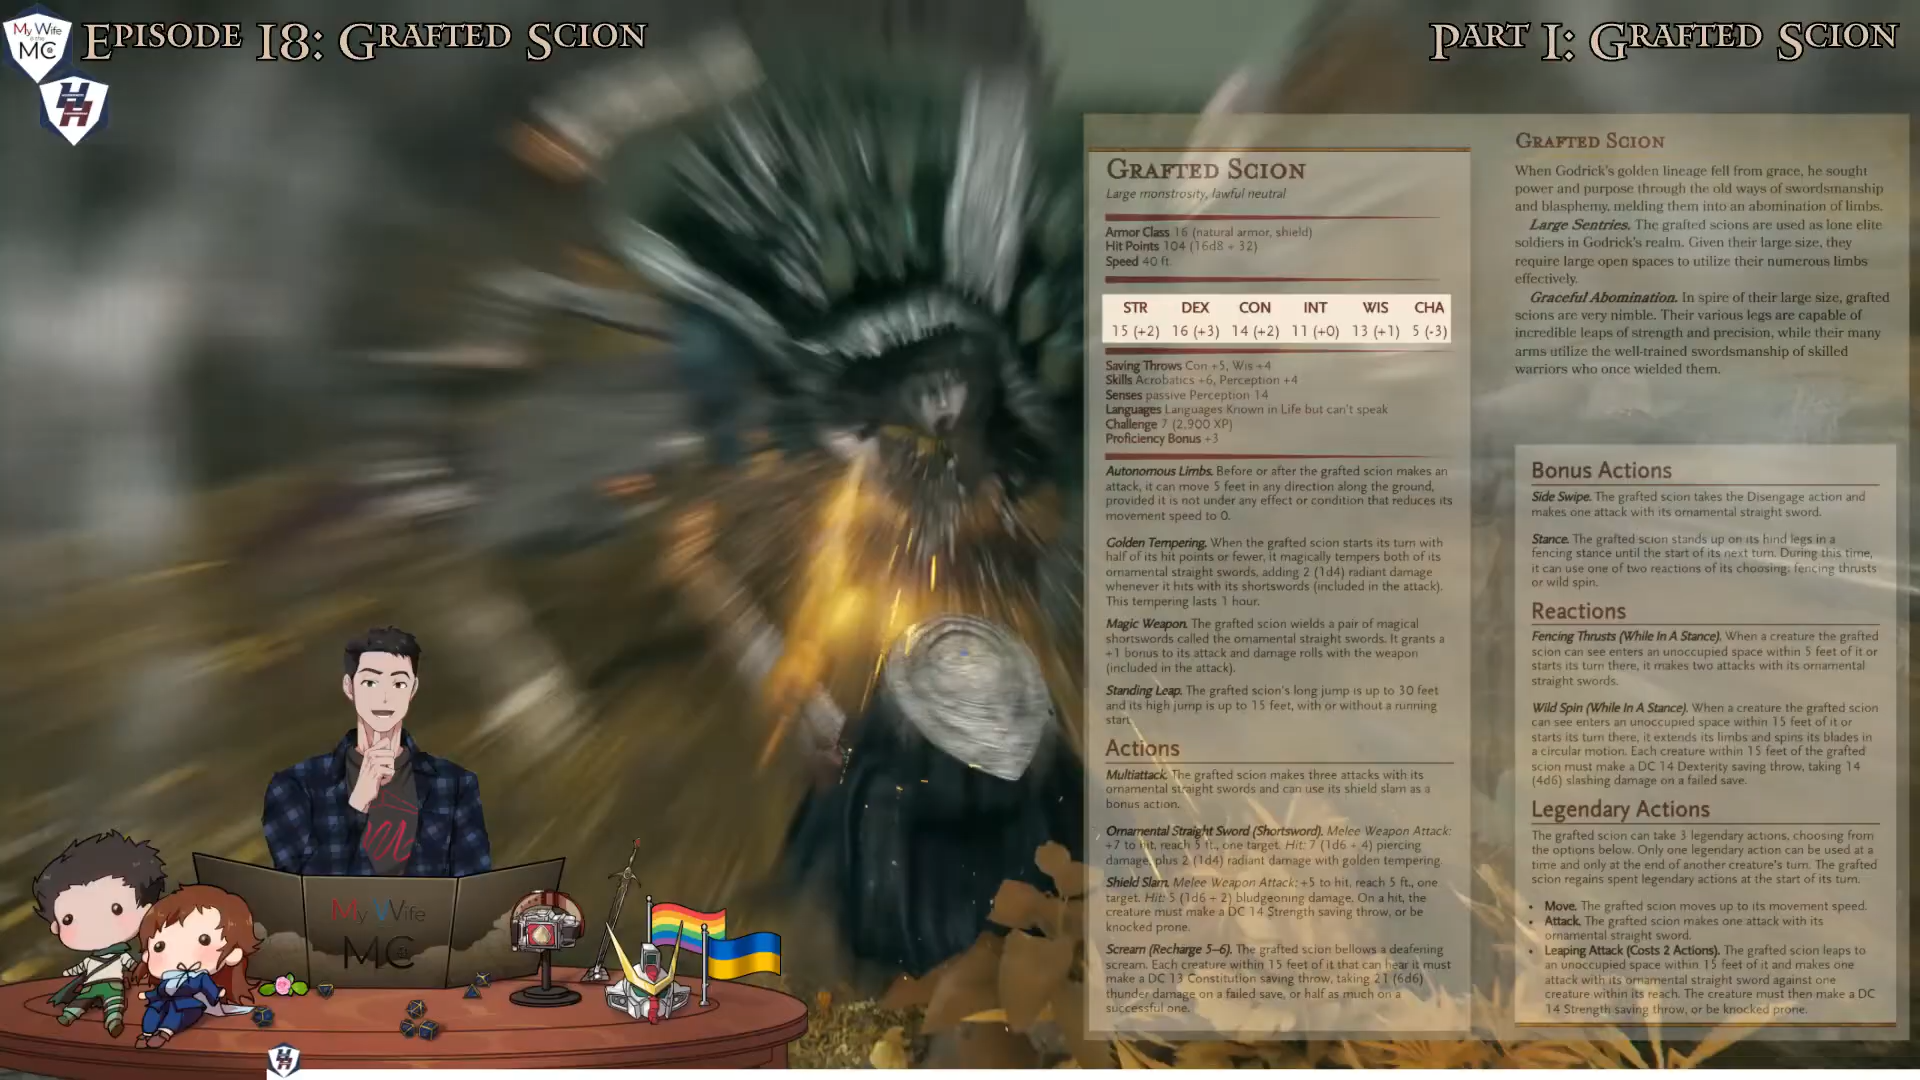 My Wife
MC
HH
Episode 18: Grafted Scion
Part I: Grafted Scion
Grafted Scion
Large monstrosity, lawful neutral
Armor Class 16 (natural armor, shield)
Hit Points 104 (16d8 + 32)
Speed 40 ft.
STR DEX CON INT WIS CHA
15 (+2) 16 (+3) 14 (+2) 11 (+0) 13 (+1) 5 (-3)
Saving Throws Con +5, Wis +4
Skills Acrobatics +6, Perception +4
Senses passive Perception 14
Languages Languages Known in Life but can't speak
Challenge 7 (2,900 XP)
Proficiency Bonus +3
Autonomous Limbs. Before or after the grafted scion makes an
attack, it can move 5 feet in any direction along the ground,
provided it is not under any effect or condition that reduces its
movement speed to 0.
Golden Tempering. When the grafted scion starts its turn with
half of its hit points or fewer, it magically tempers both of its
ornamental straight swords, adding 2 (1d4) radiant damage
whenever it hits with its shortswords (included in the attack).
This tempering lasts 1 hour.
Magic Weapon. The grafted scion wields a pair of magical
shortswords called the ornamental straight swords. It grants a
+1 bonus to its attack and damage rolls with the weapon
(included in the attack).
Standing Leap. The grafted scion's long jump is up to 30 feet
and its high jump is up to 15 feet, with or without a running
start.
Actions
Multiattack. The grafted scion makes three attacks with its
ornamental straight swords and can use its shield slam as a
bonus action.
Ornamental Straight Sword (Shortsword). Melee Weapon Attack:
+7 to hit, reach 5 ft., one target. Hit: 7 (1d6 + 4) piercing
damage, plus 2 (1d4) radiant damage with golden tempering.
Shield Slam. Melee Weapon Attack: +5 to hit, reach 5 ft., one
target. Hit: 5 (1d6 + 2) bludgeoning damage. On a hit, the
creature must make a DC 14 Strength saving throw, or be
knocked prone.
Scream (Recharge 5–6). The grafted scion bellows a deafening
scream. Each creature within 15 feet of it that can hear it must
make a DC 13 Constitution saving throw, taking 21 (6d6)
thunder damage on a failed save, or half as much on a
successful one.
Grafted Scion
When Godrick's golden lineage fell from grace, he sought
power and purpose through the old ways of swordsmanship
and blasphemy, melding them into an abomination of limbs.
Large Sentries. The grafted scions are used as lone elite
soldiers in Godrick's realm. Given their large size, they
require large open spaces to utilize their numerous limbs
effectively.
Graceful Abomination. In spire of their large size, grafted
scions are very nimble. Their various legs are capable of
incredible leaps of strength and precision, while their many
arms utilize the well-trained swordsmanship of skilled
warriors who once wielded them.
Bonus Actions
Side Swipe. The grafted scion takes the Disengage action and
makes one attack with its ornamental straight sword.
Stance. The grafted scion stands up on its hind legs in a
fencing stance until the start of its next turn. During this time,
it can use one of two reactions of its choosing: fencing thrusts
or wild spin.
Reactions
Fencing Thrusts (While In A Stance). When a creature the grafted
scion can see enters an unoccupied space within 5 feet of it or
starts its turn there, it makes two attacks with its ornamental
straight swords.
Wild Spin (While In A Stance). When a creature the grafted scion
can see enters an unoccupied space within 15 feet of it or
starts its turn there, it extends its limbs and spins its blades in
a circular motion. Each creature within 15 feet of the grafted
scion must make a DC 14 Dexterity saving throw, taking 14
(4d6) slashing damage on a failed save.
Legendary Actions
The grafted scion can take 3 legendary actions, choosing from
the options below. Only one legendary action can be used at a
time and only at the end of another creature's turn. The grafted
scion regains spent legendary actions at the start of its turn.
• Move. The grafted scion moves up to its movement speed.
• Attack. The grafted scion makes one attack with its
ornamental straight sword.
• Leaping Attack (Costs 2 Actions). The grafted scion leaps to
an unoccupied space within 15 feet of it and makes one
attack with its ornamental straight sword against one
creature within its reach. The creature must then make a DC
14 Strength saving throw, or be knocked prone.
My Wife
MC
HH